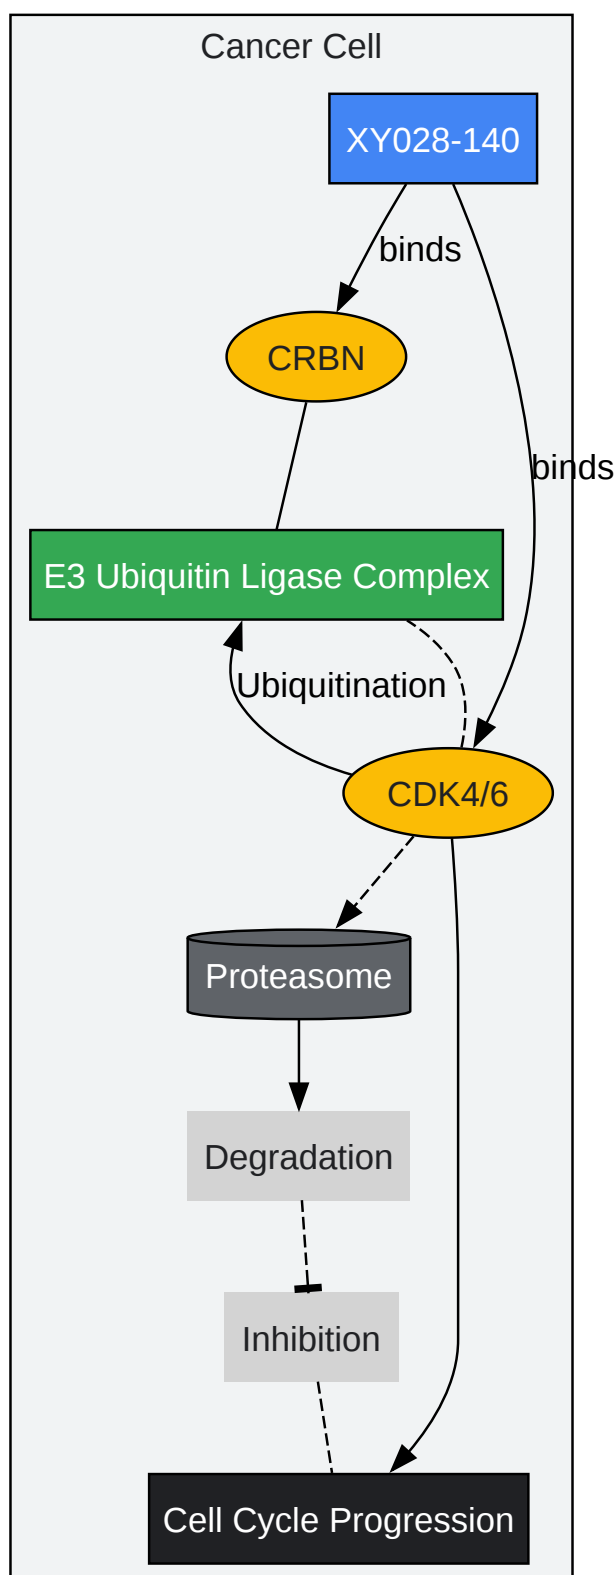 Cancer Cell
XY028-140
binds
CRBN
binds
E3 Ubiquitin Ligase Complex
Ubiquitination
CDK4/6
Proteasome
Degradation
Inhibition
Cell Cycle Progression